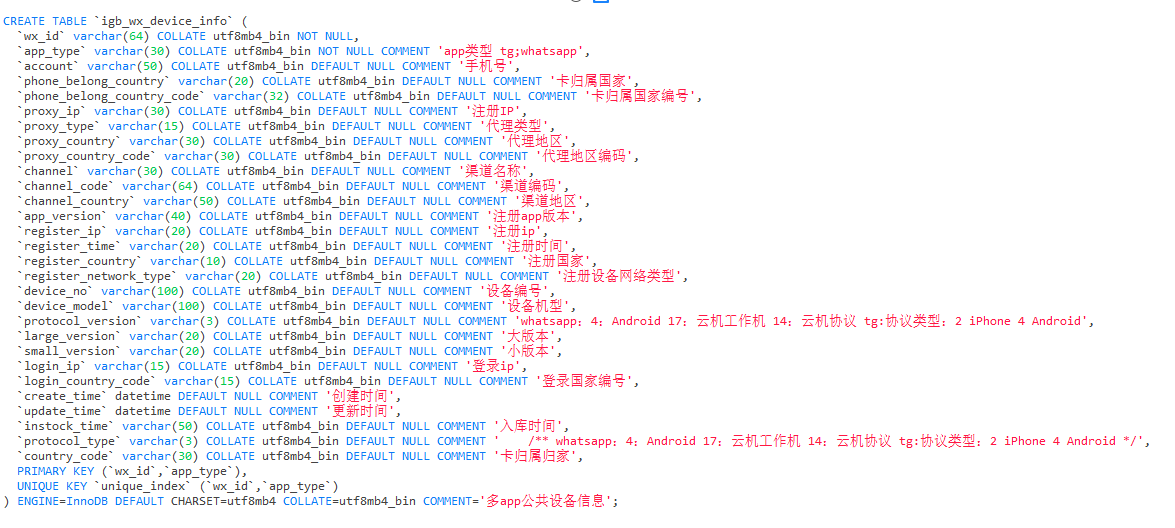 CREATE TABLE `igb_wx_device_info` (
`wx_id` varchar(64) COLLATE utf8mb4_bin NOT NULL,
`app_type` varchar(30) COLLATE utf8mb4_bin NOT NULL COMMENT 'app类型 tg;whatsapp',
`account` varchar(50) COLLATE utf8mb4_bin DEFAULT NULL COMMENT '手机号',
`phone_belong_country` varchar(20) COLLATE utf8mb4_bin DEFAULT NULL COMMENT '卡归属国家',
`phone_belong_country_code` varchar(32) COLLATE utf8mb4_bin DEFAULT NULL COMMENT '卡归属国家编号',
`proxy_ip` varchar(30) COLLATE utf8mb4_bin DEFAULT NULL COMMENT '注册IP',
`proxy_type` varchar(15) COLLATE utf8mb4_bin DEFAULT NULL COMMENT '代理类型',
`proxy_country` varchar(30) COLLATE utf8mb4_bin DEFAULT NULL COMMENT '代理地区',
`proxy_country_code` varchar(30) COLLATE utf8mb4_bin DEFAULT NULL COMMENT '代理地区编码',
`channel` varchar(30) COLLATE utf8mb4_bin DEFAULT NULL COMMENT '渠道名称',
`channel_code` varchar(64) COLLATE utf8mb4_bin DEFAULT NULL COMMENT '渠道编码',
`channel_country` varchar(50) COLLATE utf8mb4_bin DEFAULT NULL COMMENT '渠道地区',
`app_version` varchar(40) COLLATE utf8mb4_bin DEFAULT NULL COMMENT '注册app版本',
`register_ip` varchar(20) COLLATE utf8mb4_bin DEFAULT NULL COMMENT '注册ip',
`register_time` varchar(20) COLLATE utf8mb4_bin DEFAULT NULL COMMENT '注册时间',
`register_country` varchar(10) COLLATE utf8mb4_bin DEFAULT NULL COMMENT '注册国家',
`register_network_type` varchar(20) COLLATE utf8mb4_bin DEFAULT NULL COMMENT '注册设备网络类型',
`device_no` varchar(100) COLLATE utf8mb4_bin DEFAULT NULL COMMENT '设备编号',
`device_model` varchar(100) COLLATE utf8mb4_bin DEFAULT NULL COMMENT '设备机型',
`protocol_version` varchar(3) COLLATE utf8mb4_bin DEFAULT NULL COMMENT 'whatsapp：4；Android 17；云机工作机 14；云机协议 tg:协议类型：2 iPhone 4 Android',
`large_version` varchar(20) COLLATE utf8mb4_bin DEFAULT NULL COMMENT '大版本',
`small_version` varchar(20) COLLATE utf8mb4_bin DEFAULT NULL COMMENT '小版本',
`login_ip` varchar(15) COLLATE utf8mb4_bin DEFAULT NULL COMMENT '登录ip',
`login_country_code` varchar(15) COLLATE utf8mb4_bin DEFAULT NULL COMMENT '登录国家编号',
`create_time` datetime DEFAULT NULL COMMENT '创建时间',
`update_time` datetime DEFAULT NULL COMMENT '更新时间',
`instock_time` varchar(50) COLLATE utf8mb4_bin DEFAULT NULL COMMENT '入库时间',
`protocol_type` varchar(3) COLLATE utf8mb4_bin DEFAULT NULL COMMENT '    /** whatsapp：4；Android 17；云机工作机 14；云机协议 tg:协议类型：2 iPhone 4 Android */',
`country_code` varchar(30) COLLATE utf8mb4_bin DEFAULT NULL COMMENT '卡归属归家',
PRIMARY KEY (`wx_id`,`app_type`),
UNIQUE KEY `unique_index` (`wx_id`,`app_type`)
) ENGINE=InnoDB DEFAULT CHARSET=utf8mb4 COLLATE=utf8mb4_bin COMMENT='多app公共设备信息';